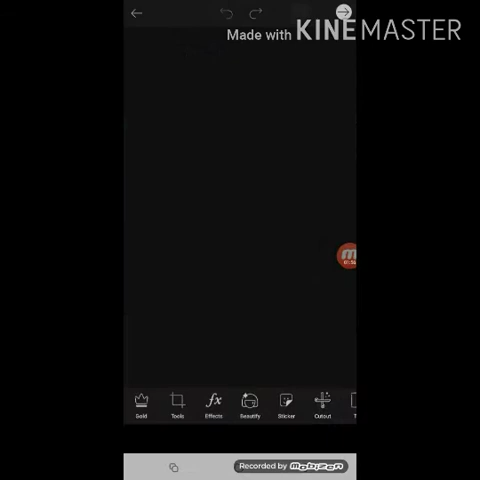 Made with KINEMASTER
Gold Tools Effects Beautify Sticker Cutout
Recorded by MOBIZEN